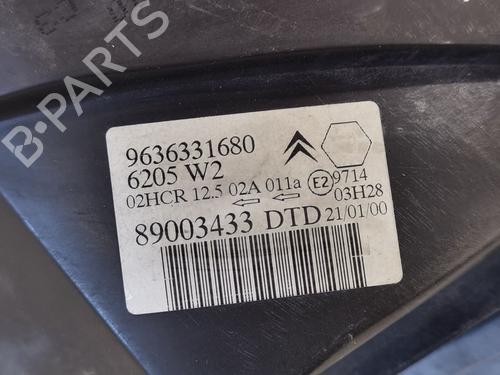 B-PARTS
9636331680
6205 W2
02HCR 12.5 02A 011a E2 9714
03H28
89003433 DTD 21/01/00